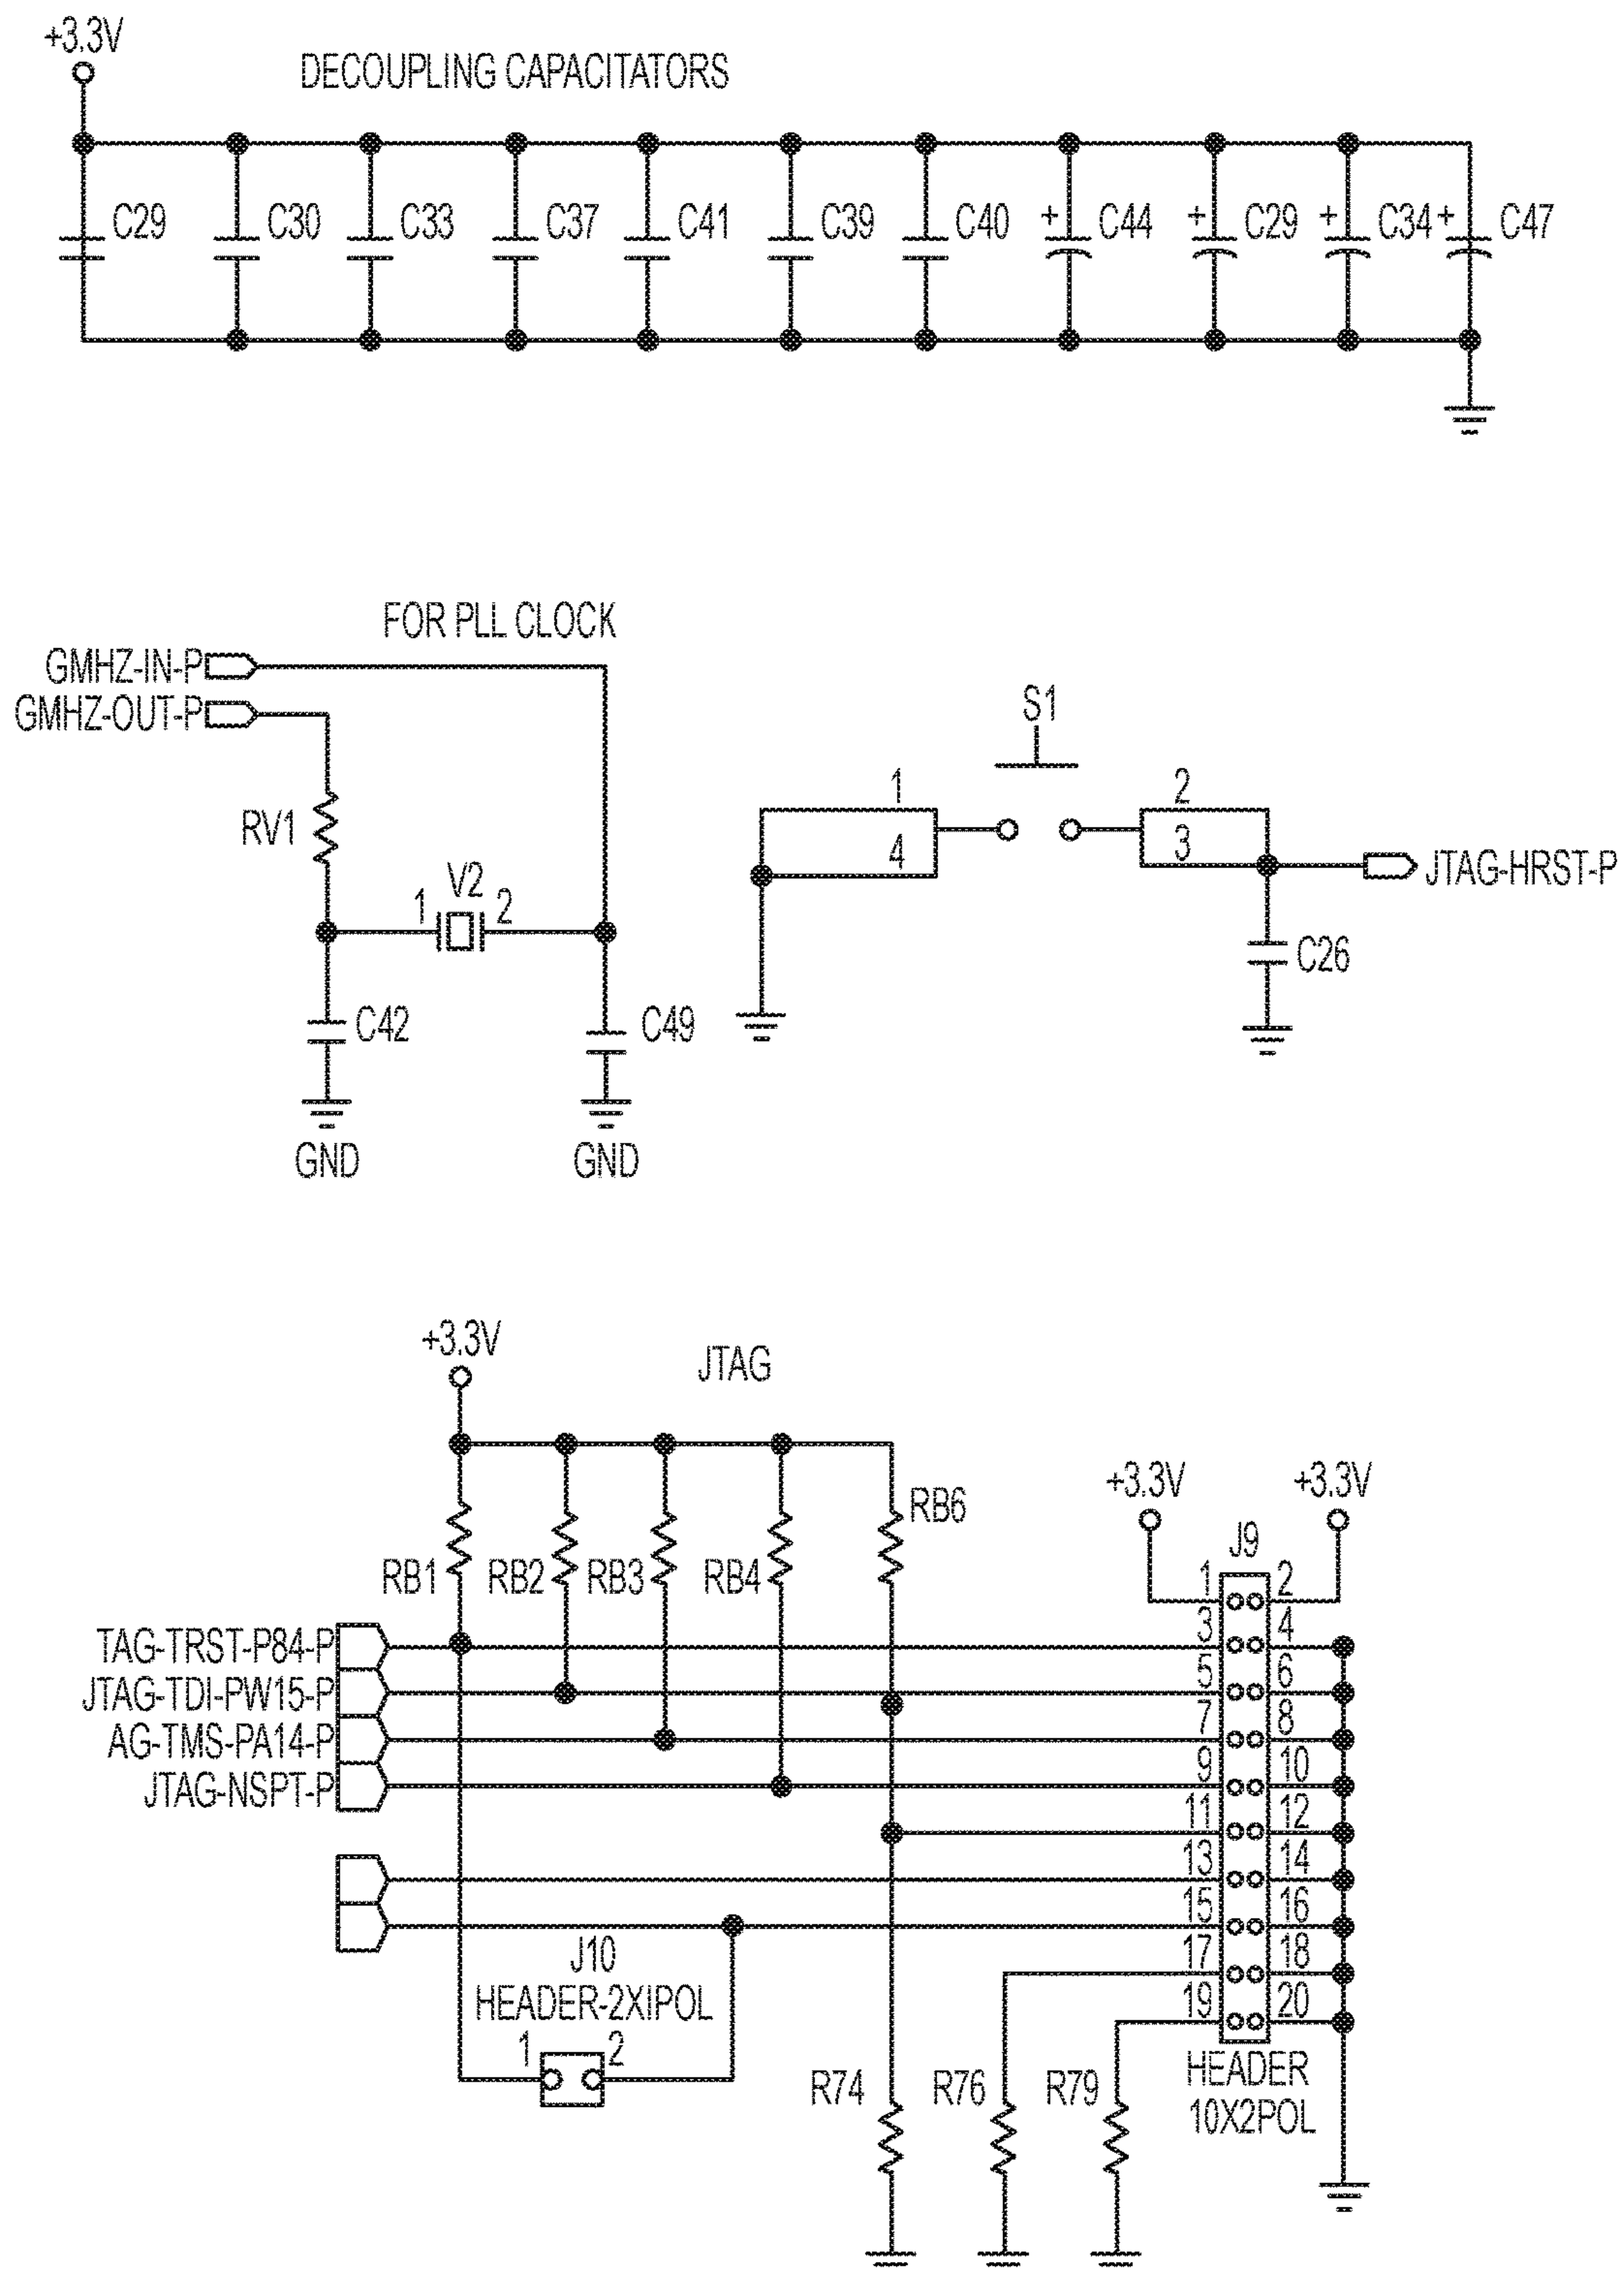 +3.3V
DECOUPLING CAPACITATORS
C29 C30 C33 C37 C41 C39 C40 + C44 + C29 + C34 + C47
FOR PLL CLOCK
GMHZ-IN-P
GMHZ-OUT-P
S1
RV1
1 V2 2
1 2
4 3
JTAG-HRST-P
C26
C42 C49
GND GND
+3.3V
JTAG
+3.3V +3.3V
RB6
J9
RB1 RB2 RB3 RB4
1 2
3 4
TAG-TRST-P84-P
5 6
JTAG-TDI-PW15-P
7 8
AG-TMS-PA14-P
9 10
JTAG-NSPT-P
11 12
13 14
15 16
17 18
J10
HEADER-2XIPOL
19 20
1 2
R74 R76 R79
HEADER
10X2POL